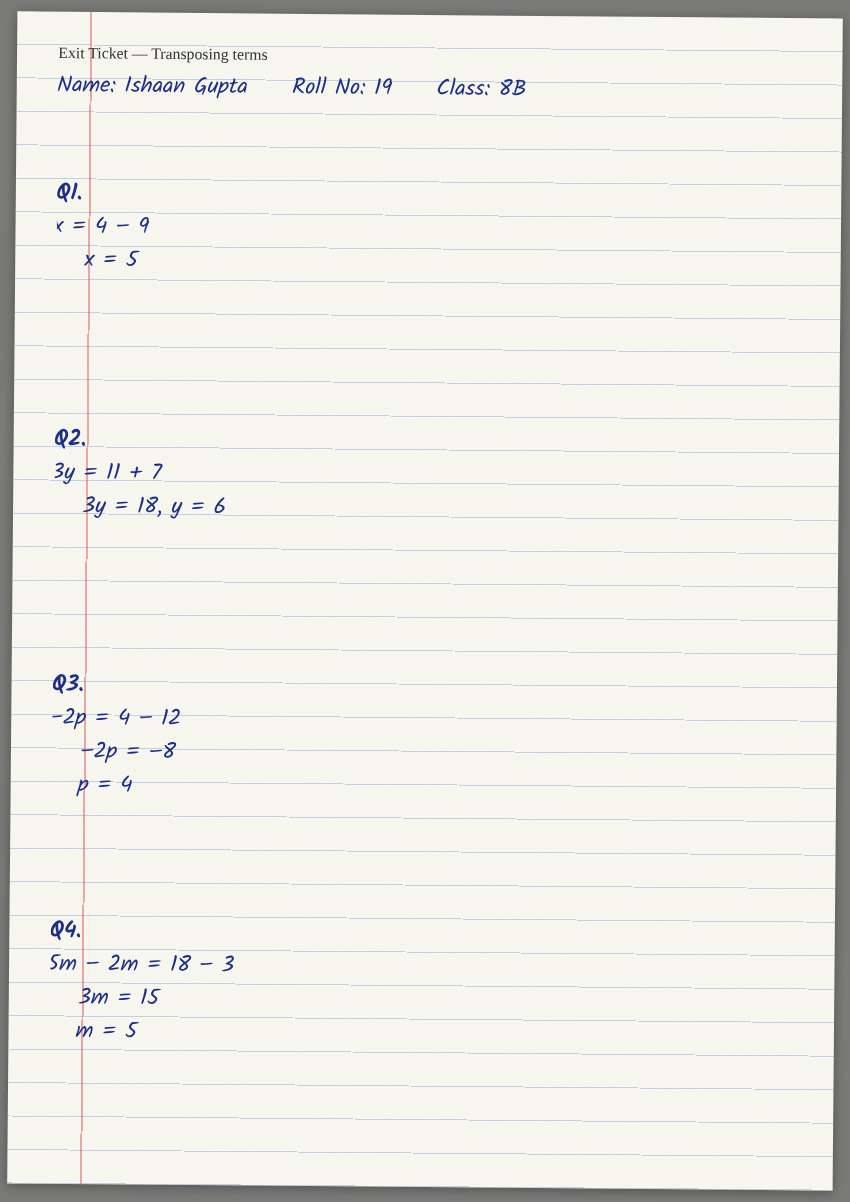 Exit Ticket — Transposing terms
Name: Ishaan Gupta Roll No: 19 Class: 8B
Q1.
x = 4 − 9
x = 5
Q2.
3y = 11 + 7
3y = 18, y = 6
Q3.
−2p = 4 − 12
−2p = −8
p = 4
Q4.
5m − 2m = 18 − 3
3m = 15
m = 5